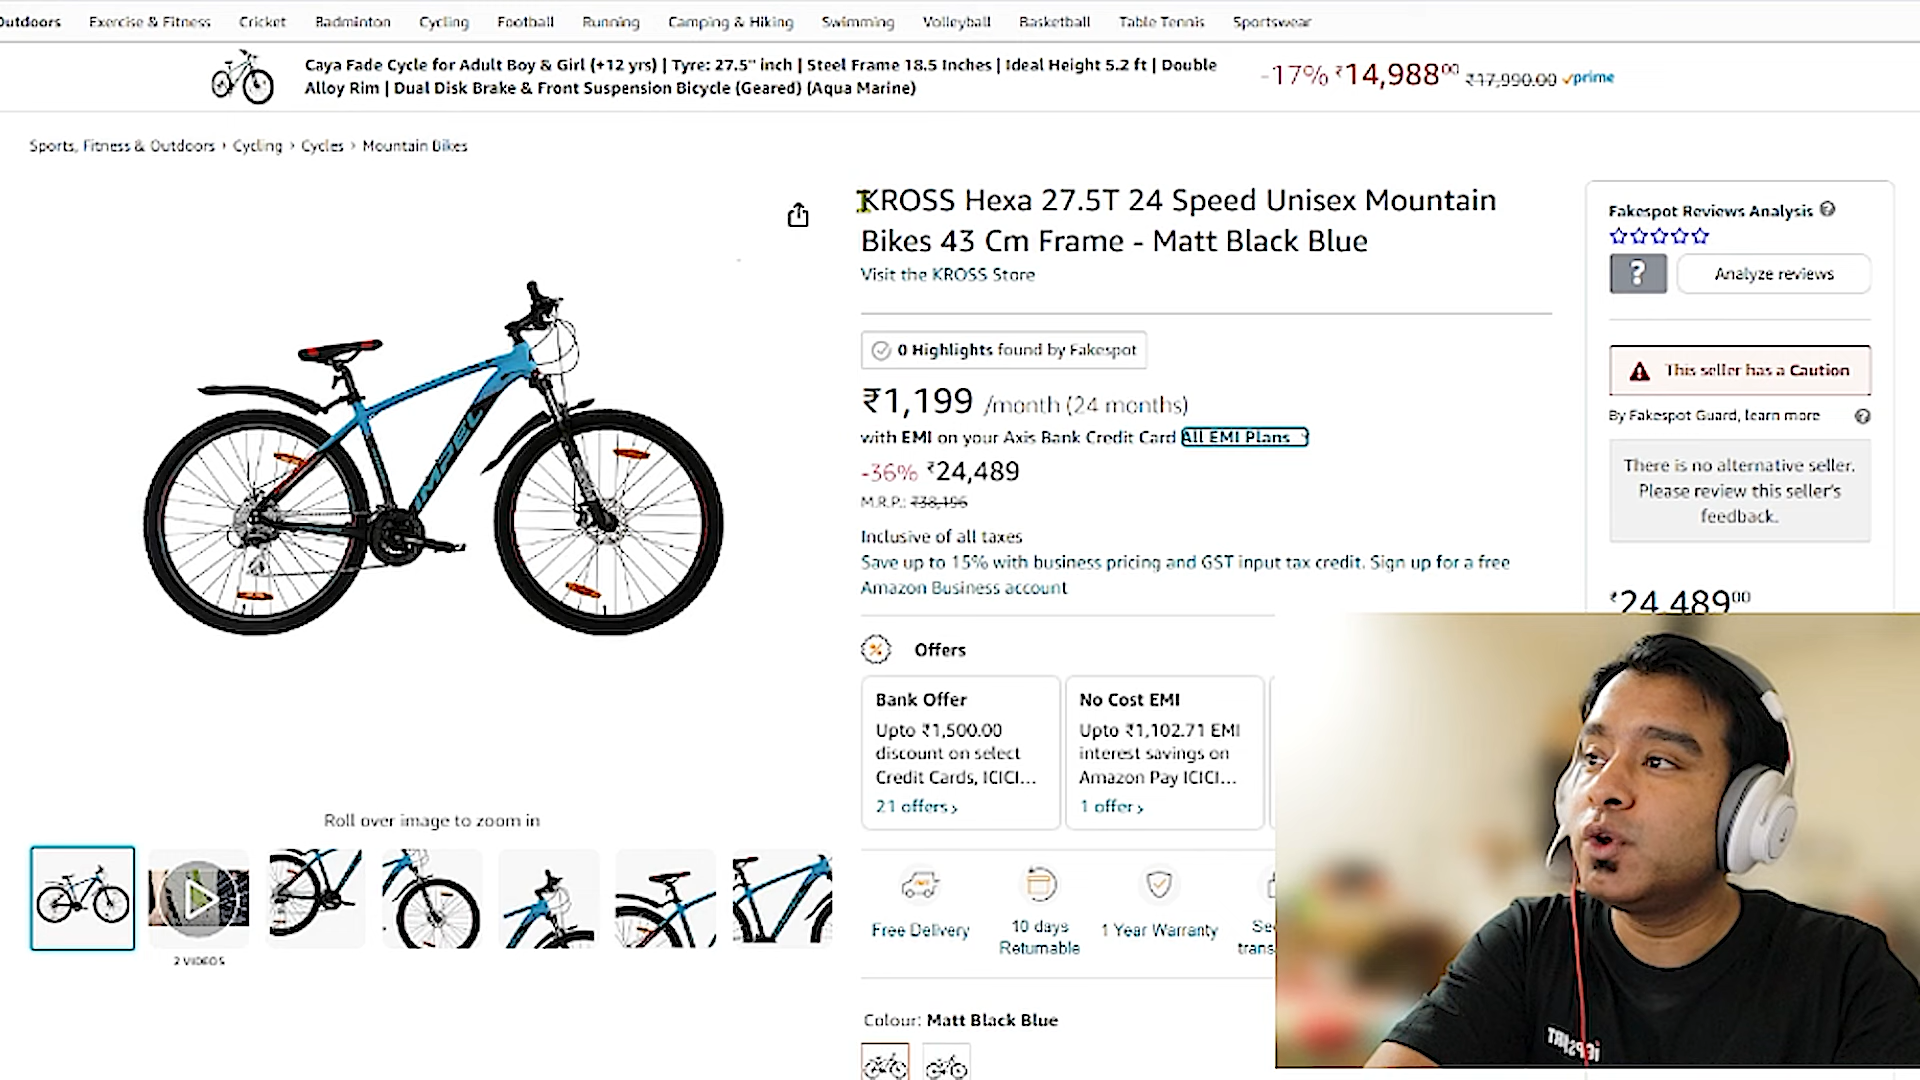 Outdoors Exercise & Fitness Cricket Badminton Cycling Football Running Camping & Hiking Swimming Volleyball Basketball Table Tennis Sportswear
Caya Fade Cycle for Adult Boy & Girl (+12 yrs) | Tyre: 27.5" inch | Steel Frame 18.5 Inches | Ideal Height 5.2 ft | Double
Alloy Rim | Dual Disk Brake & Front Suspension Bicycle (Geared) (Aqua Marine)
-17% ₹14,98800 ₹17,990.00 prime
Sports, Fitness & Outdoors › Cycling › Cycles › Mountain Bikes
KROSS Hexa 27.5T 24 Speed Unisex Mountain
Bikes 43 Cm Frame - Matt Black Blue
Visit the KROSS Store
0 Highlights found by Fakespot
₹1,199 /month (24 months)
with EMI on your Axis Bank Credit Card All EMI Plans
-36% ₹24,489
M.R.P.: ₹38,196
Inclusive of all taxes
Save up to 15% with business pricing and GST input tax credit. Sign up for a free
Amazon Business account
Offers
Bank Offer
Upto ₹1,500.00
discount on select
Credit Cards, ICICI...
21 offers ›
No Cost EMI
Upto ₹1,102.71 EMI
interest savings on
Amazon Pay ICICI...
1 offer ›
Free Delivery
10 days
Returnable
1 Year Warranty
Colour: Matt Black Blue
Fakespot Reviews Analysis ?
?
Analyze reviews
This seller has a Caution
By Fakespot Guard, learn more ?
There is no alternative seller.
Please review this seller's
feedback.
₹24,48900
IMPEL
Roll over image to zoom in
2 VIDEOS